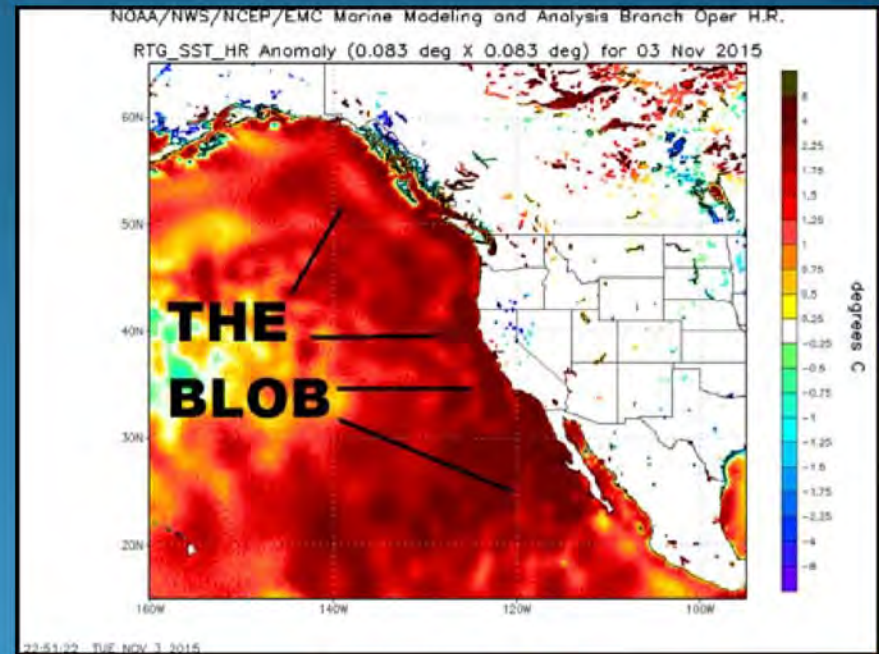 NOAA/NWS/NCEP/EMC Marine Modeling and Analysis Branch Oper H.R.
RTG_SST_HR Anomaly (0.083 deg X 0.083 deg) for 03 Nov 2015
60N
50N
40N
30N
20N
160W
140W
120W
100W
THE
BLOB
8
4
2.25
1.75
1.5
1.25
1
0.75
0.5
0.25
-0.25
-0.5
-0.75
-1
-1.25
-1.5
-1.75
-2.25
-4
-8
degrees C
22:51:22 TUE NOV 3 2015